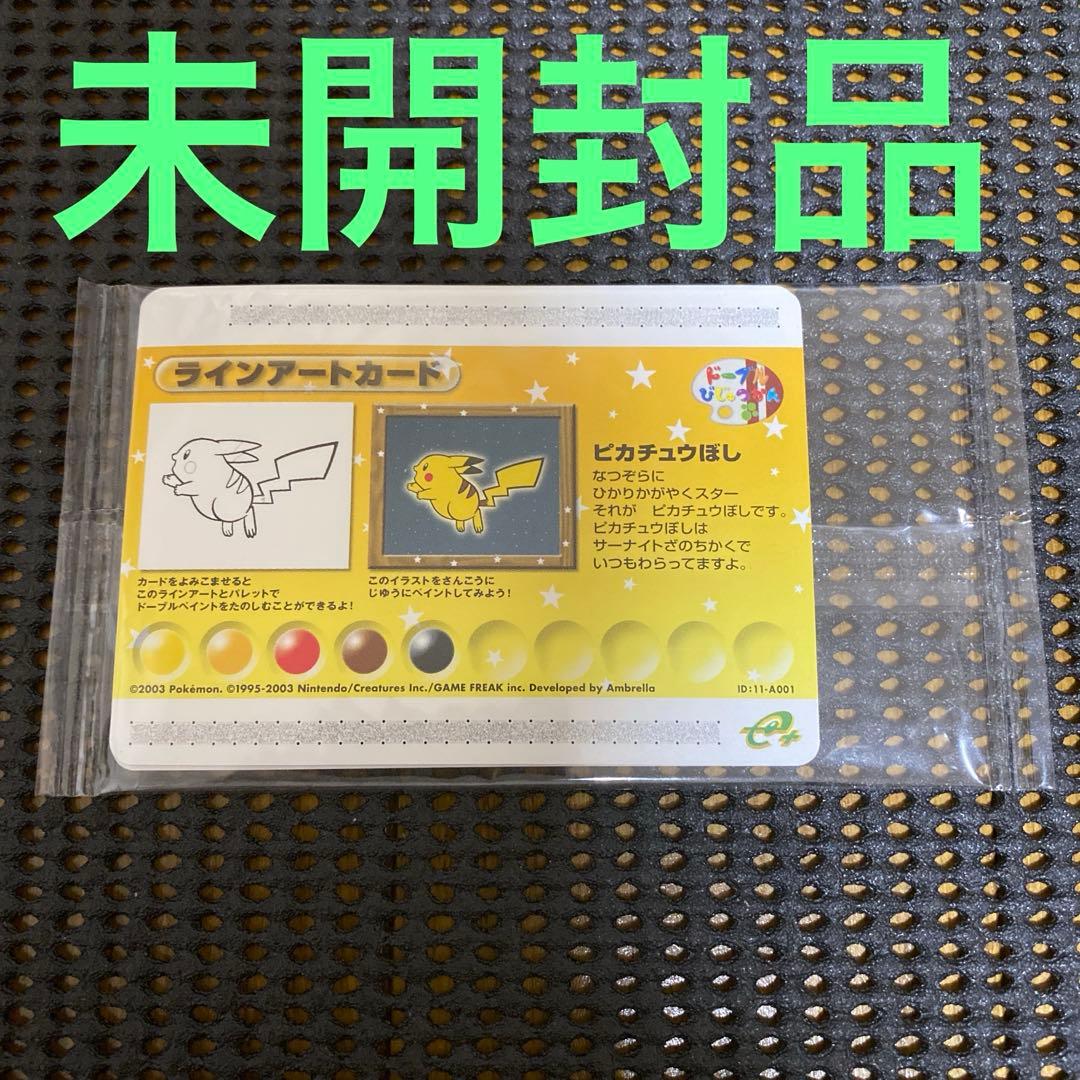 未開封品
ラインアートカード
ドーブル
びじゅつかん
ピカチュウぼし
なつぞらに
ひかりかがやくスター
それが　ピカチュウぼしです。
ピカチュウぼしは
サーナイトざのちかくで
いつもわらってますよ。
カードをよみこませると
このラインアートとパレットで
ドーブルペイントをたのしむことができるよ!
このイラストをさんこうに
じゆうにペイントしてみよう!
©2003 Pokémon. ©1995-2003 Nintendo/Creatures Inc./GAME FREAK inc. Developed by Ambrella
ID:11-A001
e+